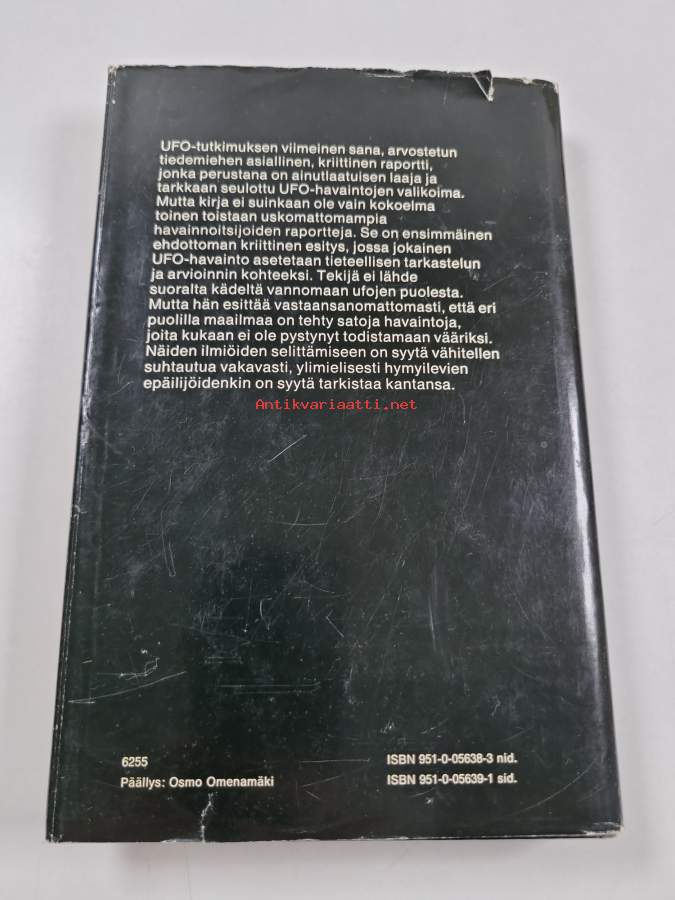 UFO-tutkimuksen viimeinen sana, arvostetun
tiedemiehen asiallinen, kriittinen raportti,
jonka perustana on ainutlaatuisen laaja ja
tarkkaan seulottu UFO-havaintojen valikoima.
Mutta kirja ei suinkaan ole vain kokoelma
toinen toistaan uskomattomampia
havainnoitsijoiden raportteja. Se on ensimmäinen
ehdottoman kriittinen esitys, jossa jokainen
UFO-havainto asetetaan tieteellisen tarkastelun
ja arvioinnin kohteeksi. Tekijä ei lähde
suoralta kädeltä vannomaan ufojen puolesta.
Mutta hän esittää vastaansanomattomasti, että eri
puolilla maailmaa on tehty satoja havaintoja,
joita kukaan ei ole pystynyt todistamaan vääriksi.
Näiden ilmiöiden selittämiseen on syytä vähitellen
suhtautua vakavasti, ylimielisesti hymyilevien
epäilijöidenkin on syytä tarkistaa kantansa.
Antikvariaatti.net
6255
Päällys: Osmo Omenamäki
ISBN 951-0-05638-3 nid.
ISBN 951-0-05639-1 sid.